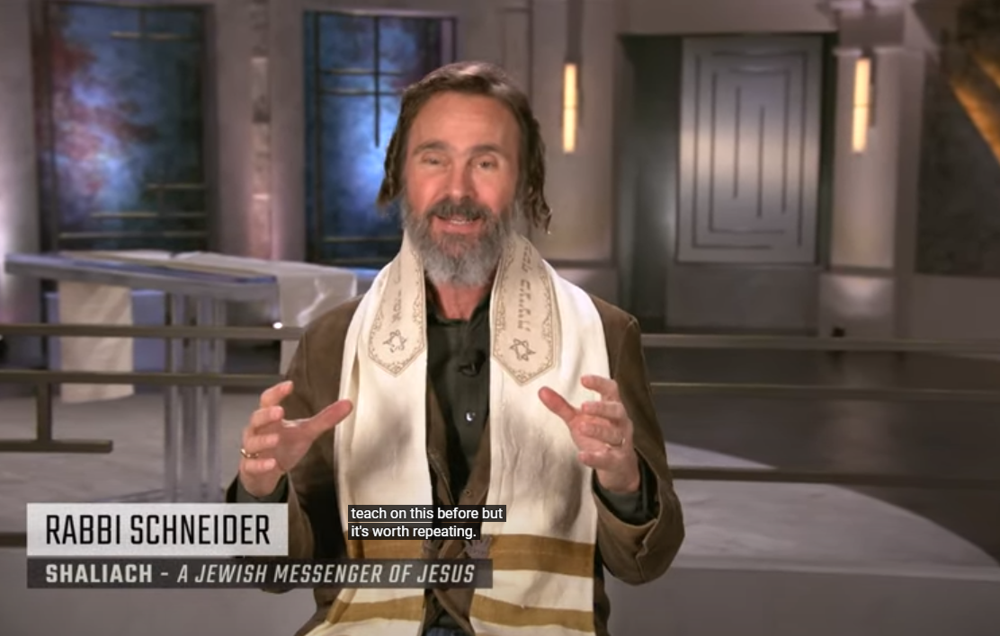 teach on this before but
it's worth repeating.
RABBI SCHNEIDER
SHALIACH - A JEWISH MESSENGER OF JESUS